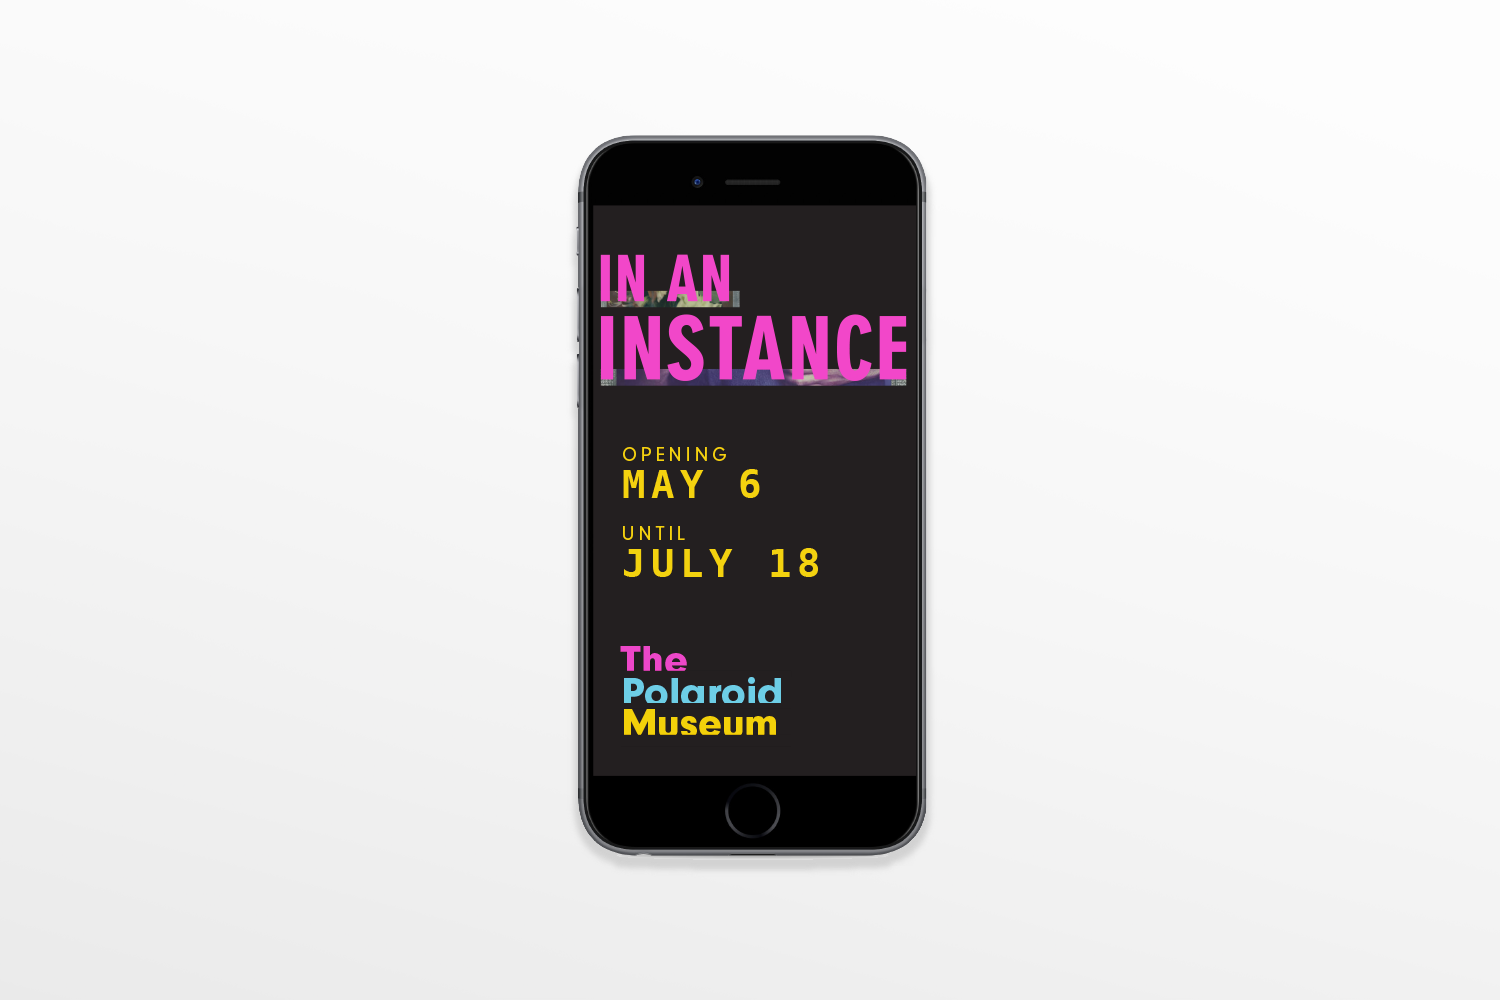 IN AN
INSTANCE
OPENING
MAY 6
UNTIL
JULY 18
The
Polaroid
Museum